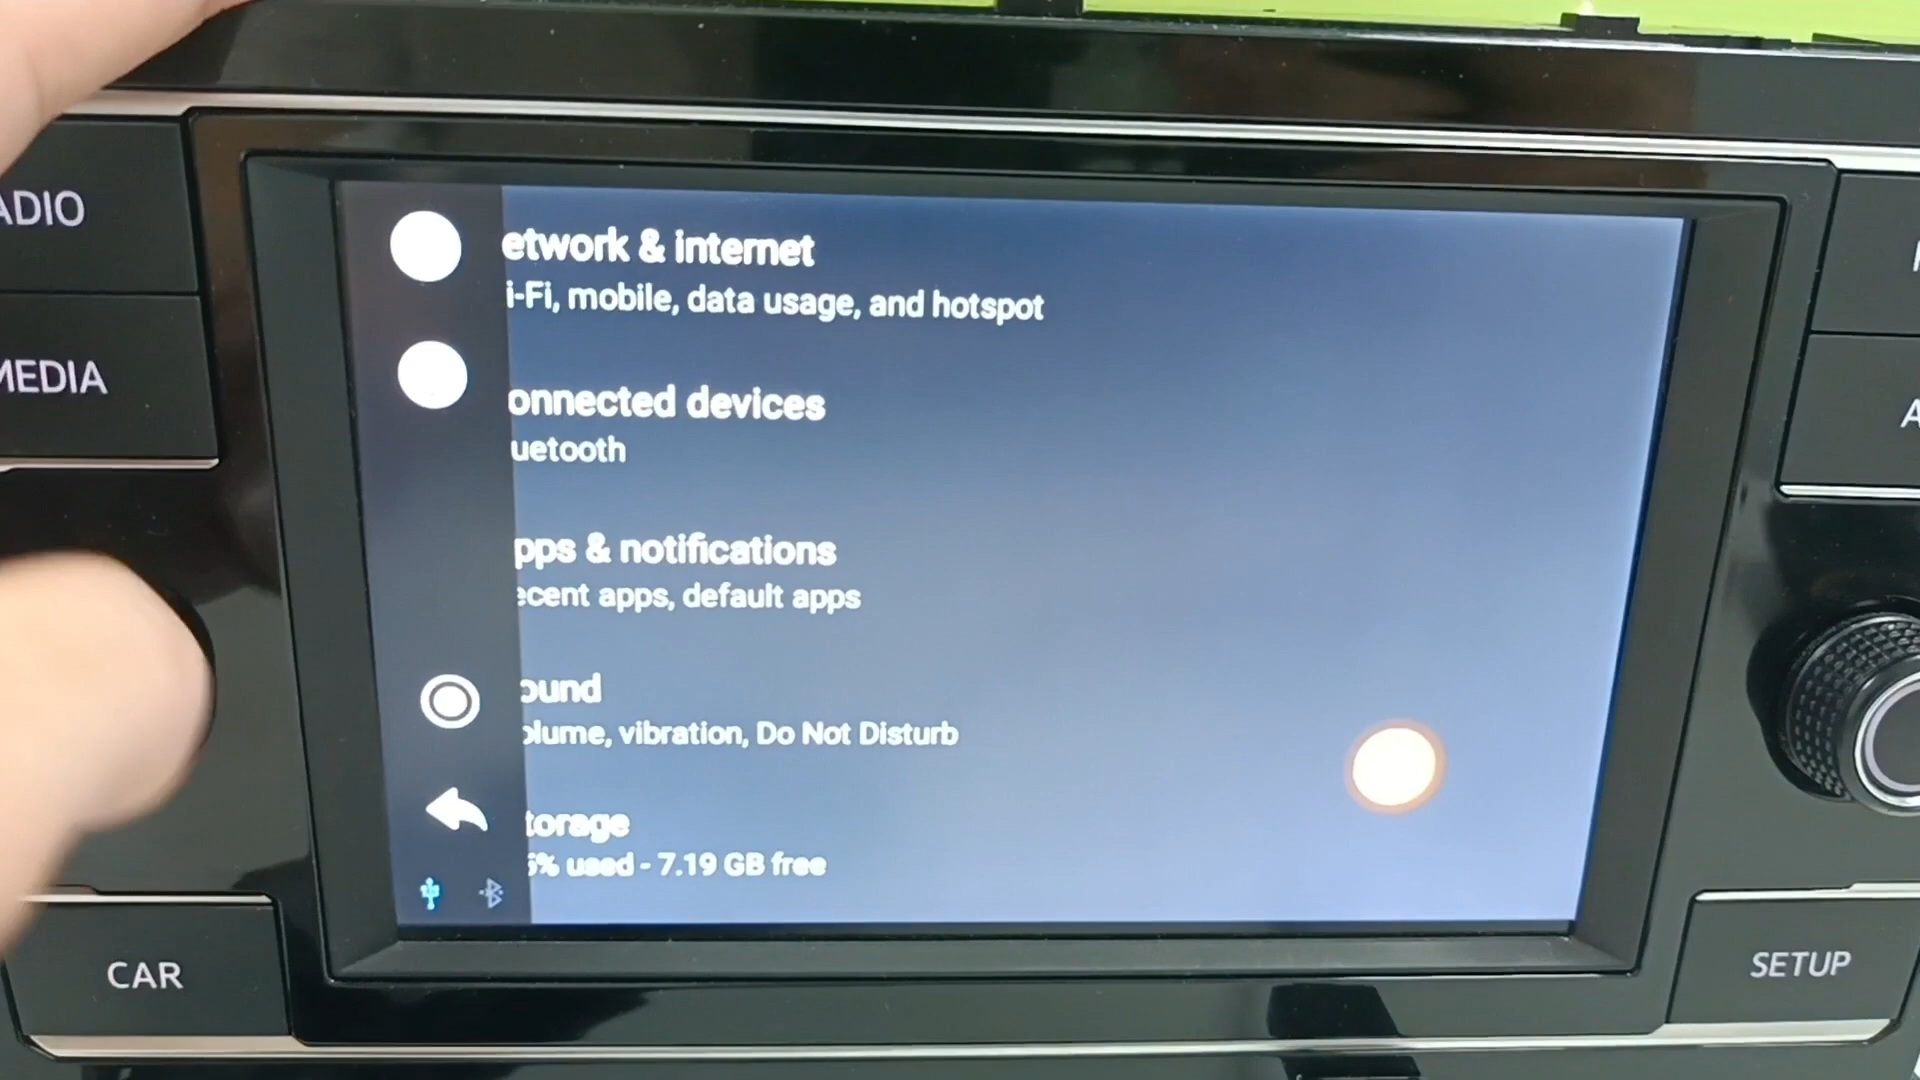 ADIO
MEDIA
CAR
etwork & internet
i-Fi, mobile, data usage, and hotspot
onnected devices
uetooth
pps & notifications
ecent apps, default apps
ound
olume, vibration, Do Not Disturb
torage
6% used - 7.19 GB free
A
SETUP